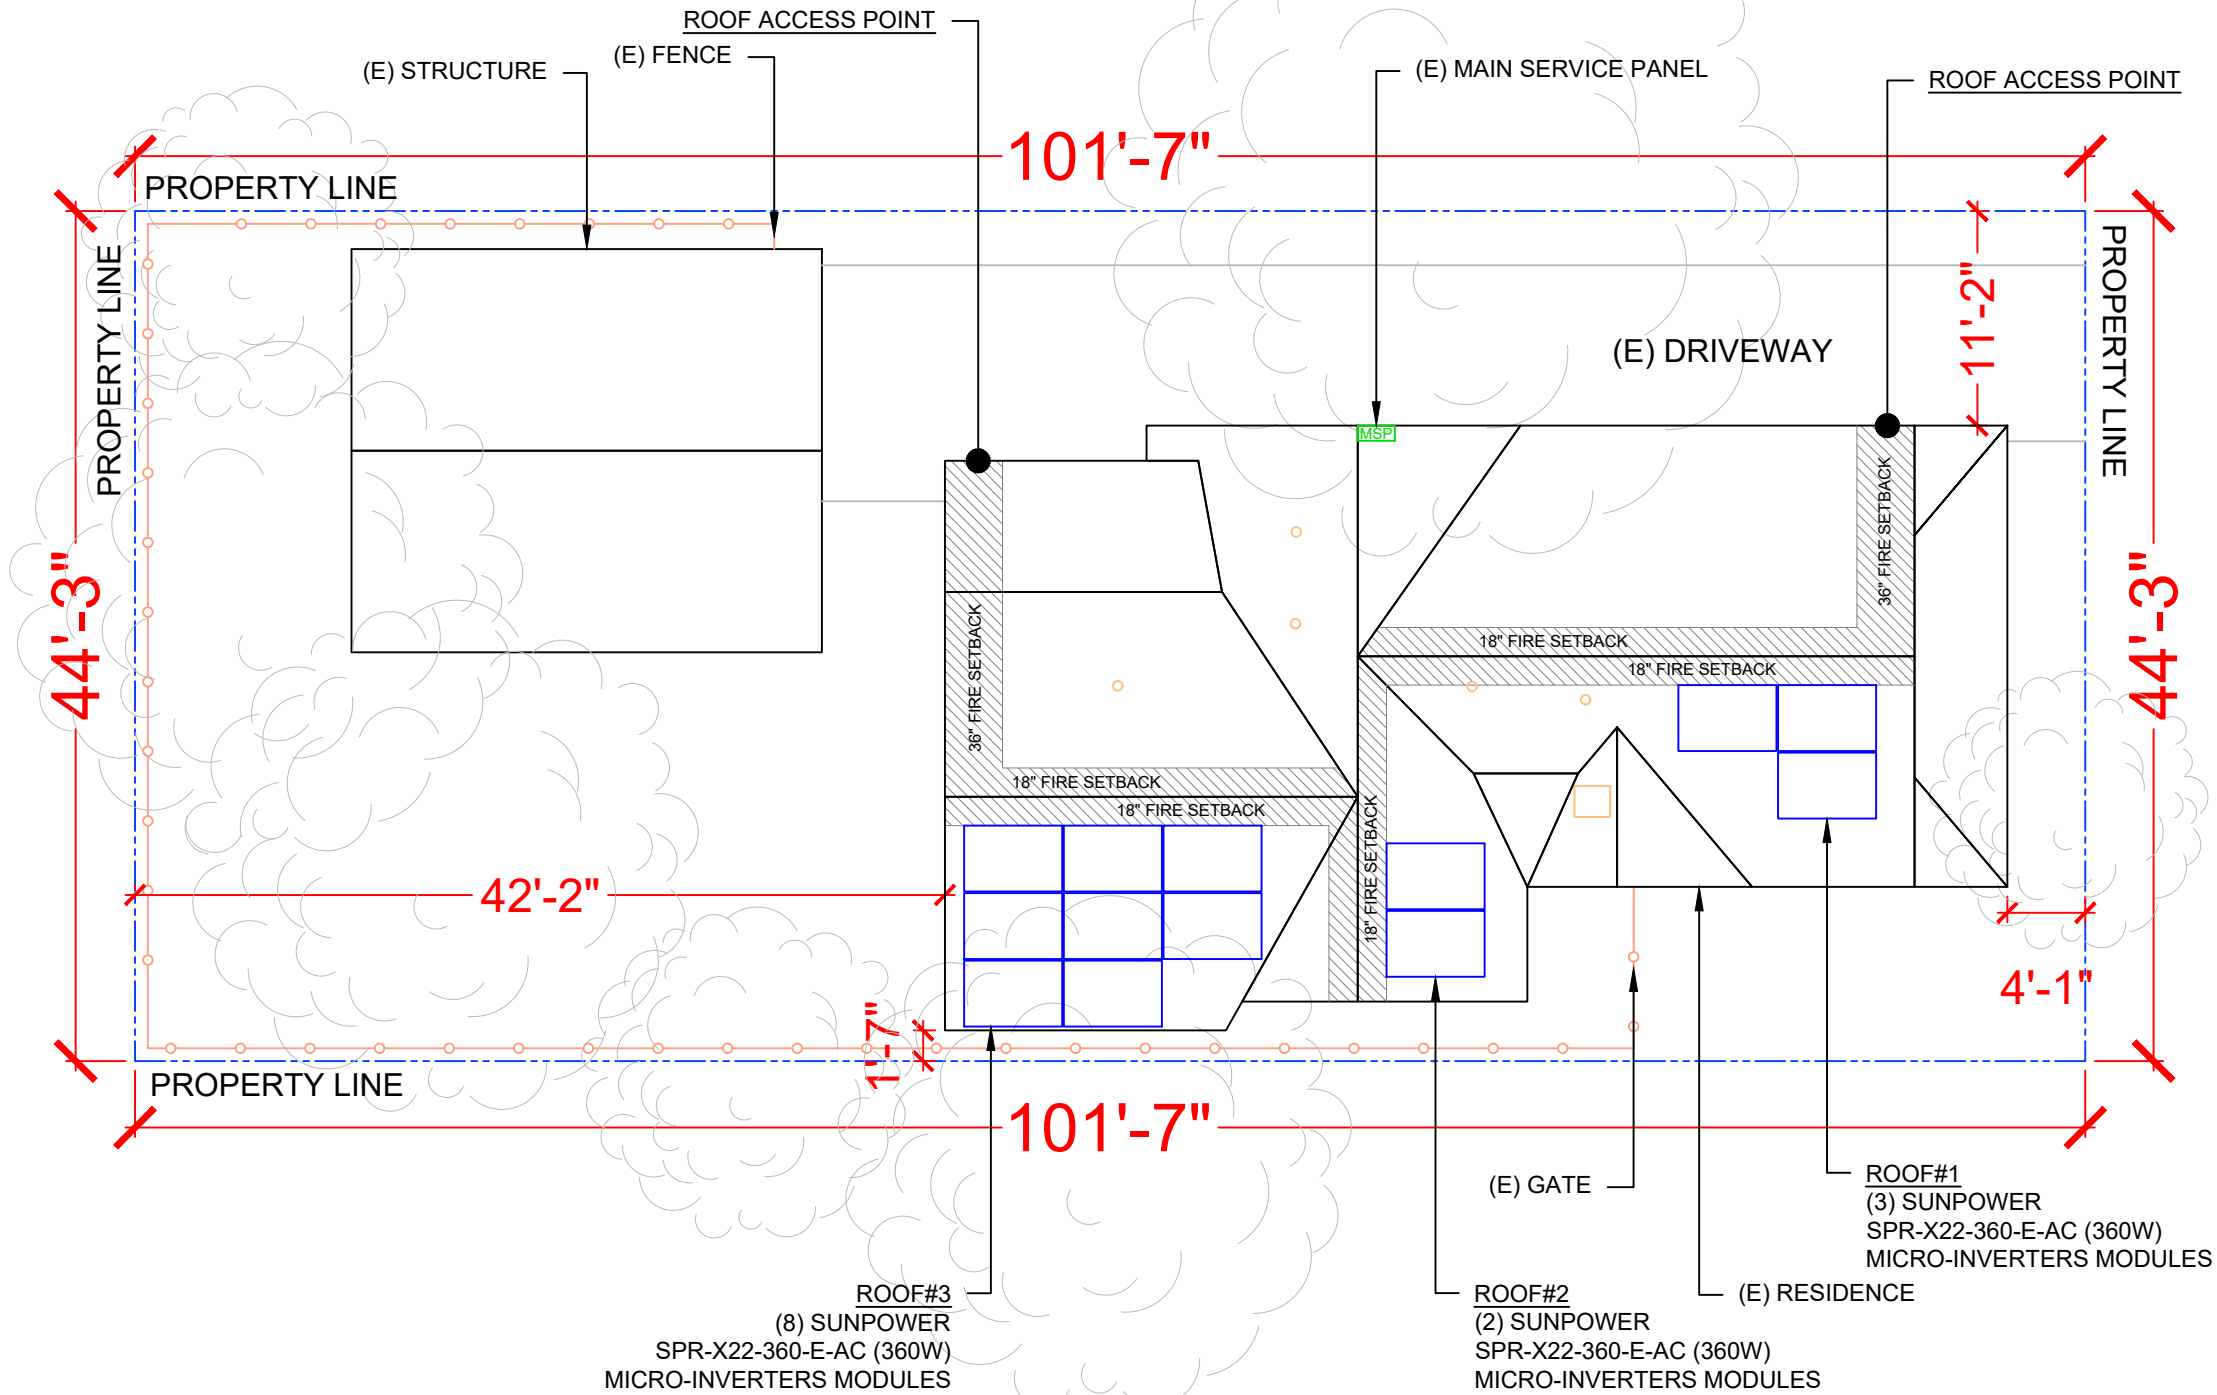 ROOF ACCESS POINT
(E) FENCE
(E) STRUCTURE
(E) MAIN SERVICE PANEL
ROOF ACCESS POINT
101'-7"
PROPERTY LINE
PROPERTY LINE
PROPERTY LINE
11'-2"
(E) DRIVEWAY
MSP
36" FIRE SETBACK
44'-3"
44'-3"
18" FIRE SETBACK
18" FIRE SETBACK
36" FIRE SETBACK
18" FIRE SETBACK
18" FIRE SETBACK
18" FIRE SETBACK
42'-2"
4'-1"
1'-7"
PROPERTY LINE
101'-7"
(E) GATE
ROOF#1
(3) SUNPOWER
SPR-X22-360-E-AC (360W)
MICRO-INVERTERS MODULES
(E) RESIDENCE
ROOF#3
(8) SUNPOWER
SPR-X22-360-E-AC (360W)
MICRO-INVERTERS MODULES
ROOF#2
(2) SUNPOWER
SPR-X22-360-E-AC (360W)
MICRO-INVERTERS MODULES